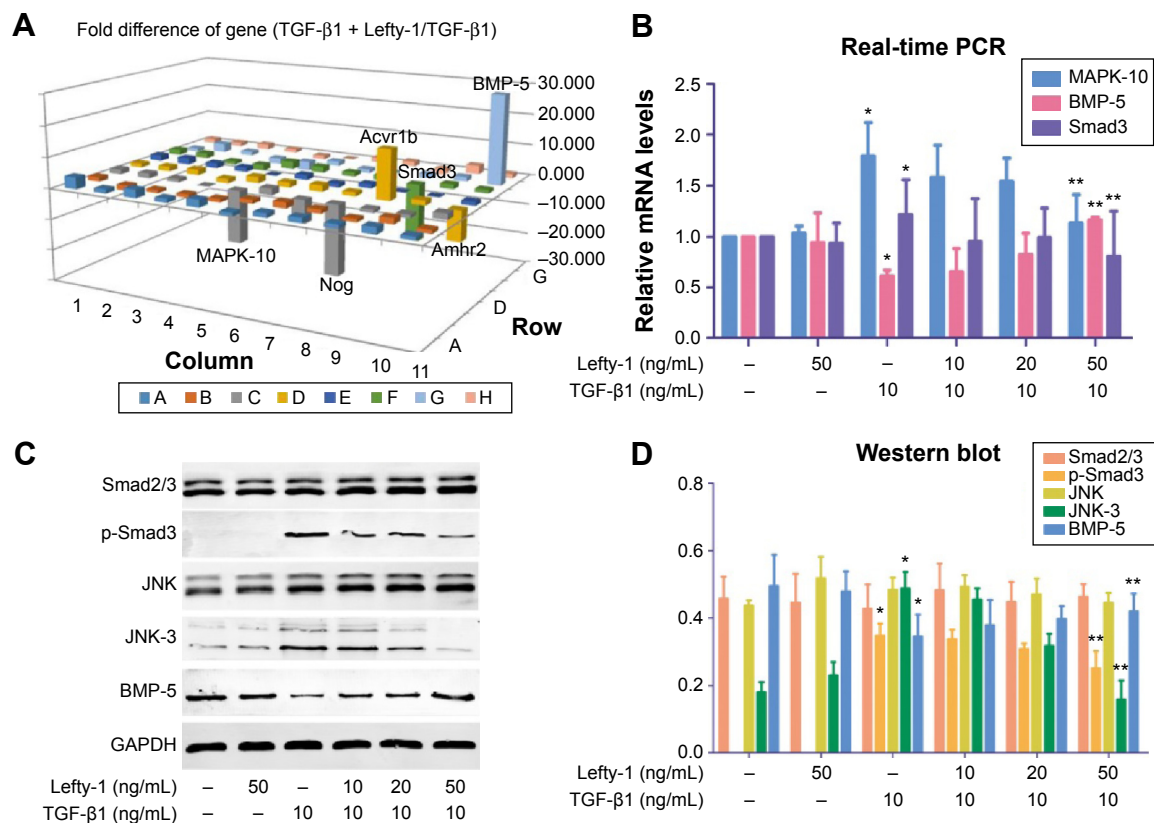 A
Fold difference of gene (TGF-β1 + Lefty-1/TGF-β1)
30.000
20.000
10.000
0.000
–10.000
–20.000
–30.000
BMP-5
Acvr1b
Smad3
Amhr2
MAPK-10
Nog
1 2 3 4 5 6 7 8 9 10 11
Column
A D G
Row
A B C D E F G H
B
Real-time PCR
MAPK-10
BMP-5
Smad3
Relative mRNA levels
2.5
2.0
1.5
1.0
0.5
0.0
* * * ** ** **
Lefty-1 (ng/mL) – 50 – 10 20 50
TGF-β1 (ng/mL) – – 10 10 10 10
C
Smad2/3
p-Smad3
JNK
JNK-3
BMP-5
GAPDH
Lefty-1 (ng/mL) – 50 – 10 20 50
TGF-β1 (ng/mL) – – 10 10 10 10
D
Western blot
Smad2/3
p-Smad3
JNK
JNK-3
BMP-5
0.8
0.6
0.4
0.2
0.0
* * * ** ** **
Lefty-1 (ng/mL) – 50 – 10 20 50
TGF-β1 (ng/mL) – – 10 10 10 10